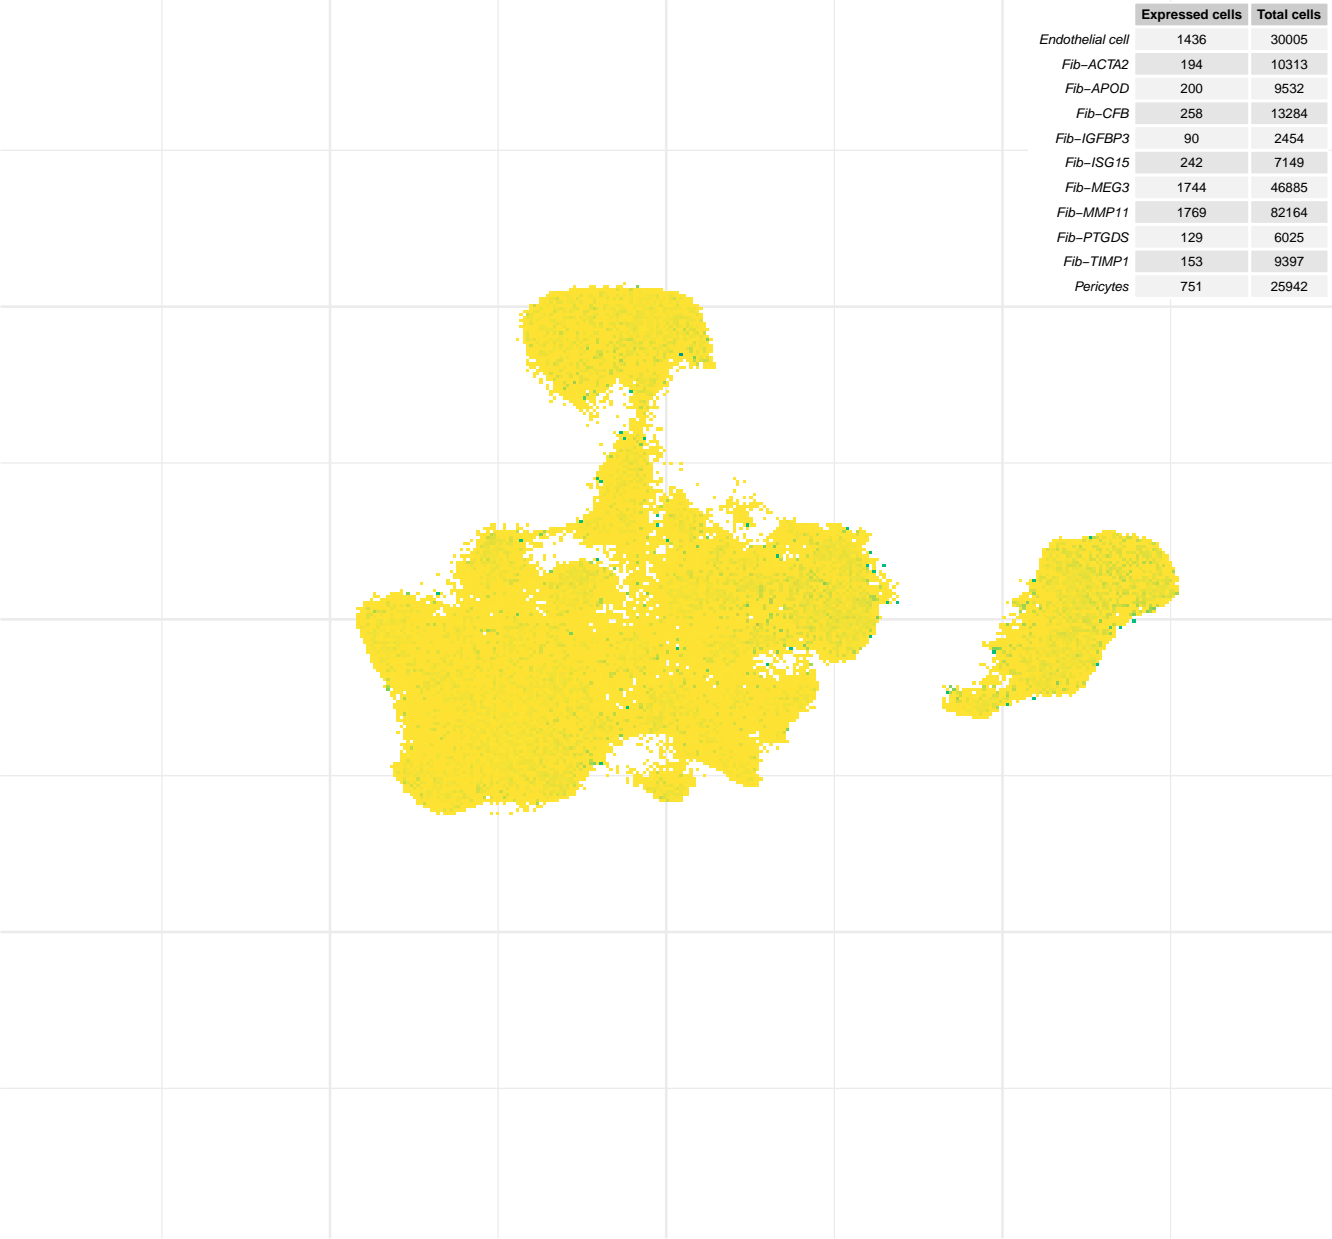 Expressed cells Total cells
Endothelial cell 1436 30005
Fib−ACTA2 194 10313
Fib−APOD 200 9532
Fib−CFB 258 13284
Fib−IGFBP3 90 2454
Fib−ISG15 242 7149
Fib−MEG3 1744 46885
Fib−MMP11 1769 82164
Fib−PTGDS 129 6025
Fib−TIMP1 153 9397
Pericytes 751 25942